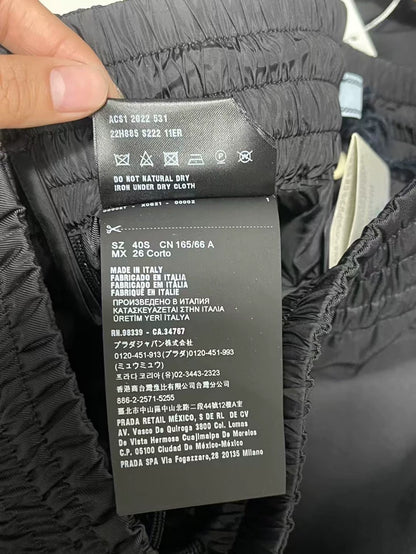 ACS1 2022 531
22H885 S222 11ER
DO NOT NATURAL DRY
IRON UNDER DRY CLOTH
SZ 40S CN 165/66 A
MX 26 Corto
MADE IN ITALY
FABRICADO EN ITALIA
FABRICADO EM ITÁLIA
FABRIQUÉ EN ITALIE
ПРОИЗВЕДЕНО В ИТАЛИЯ
ΚΑΤΑΣΚΕΥΑΖΕΤΑΙ ΣΤΗΝ ΙΤΑΛΙΑ
ÜRETİM YERİ İTALYA
RN.98339 - CA.34767
プラダジャパン株式会社
0120-451-913 (プラダ) 0120-451-993
(ミュウミュウ)
프라다 코리아 (유) 02-3443-2323
香港商台灣普比有限公司台灣分公司
886-2-2571-5255
臺北市中山區中山北路二段44號12樓A
PRADA RETAIL MÉXICO, S DE RL DE CV
AV. Vasco De Quiroga 3800 Col. Lomas
De Vista Hermosa Cuajimalpa De Morelos
C.P. 05100 Ciudad De México
PRADA SPA Via Fogazzaro,28 20135 Milano